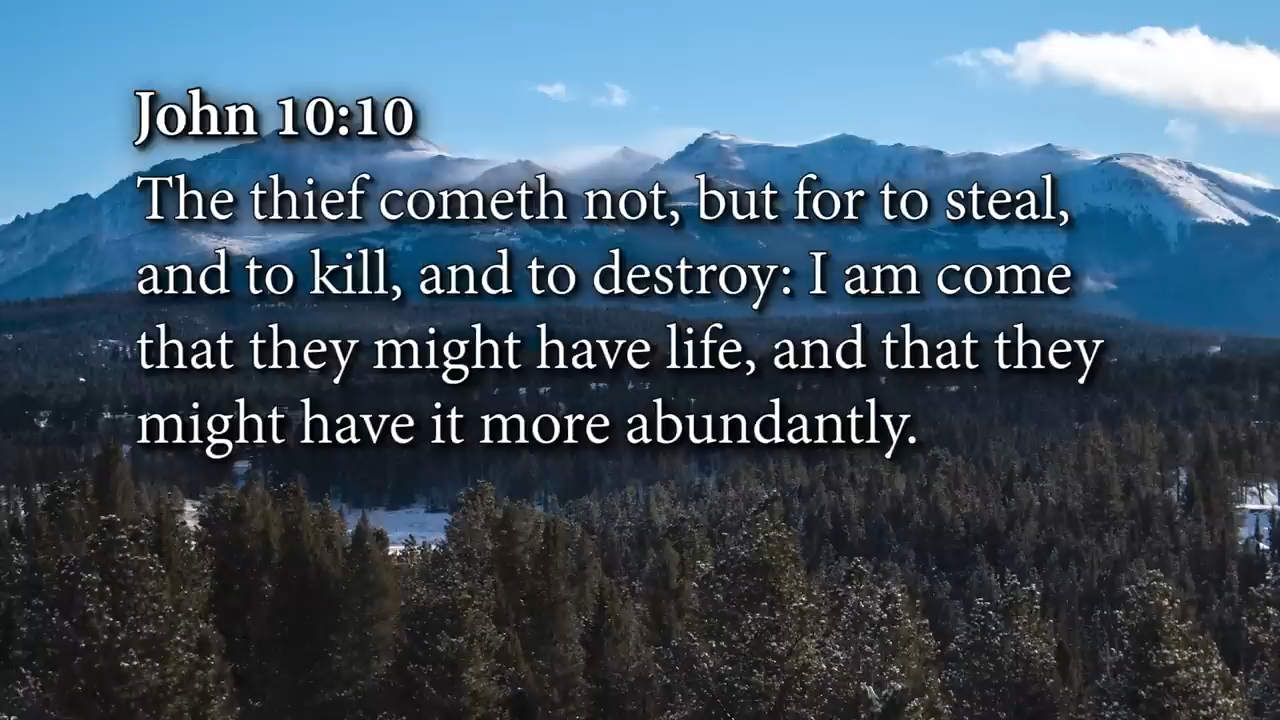 John 10:10
The thief cometh not, but for to steal,
and to kill, and to destroy: I am come
that they might have life, and that they
might have it more abundantly.